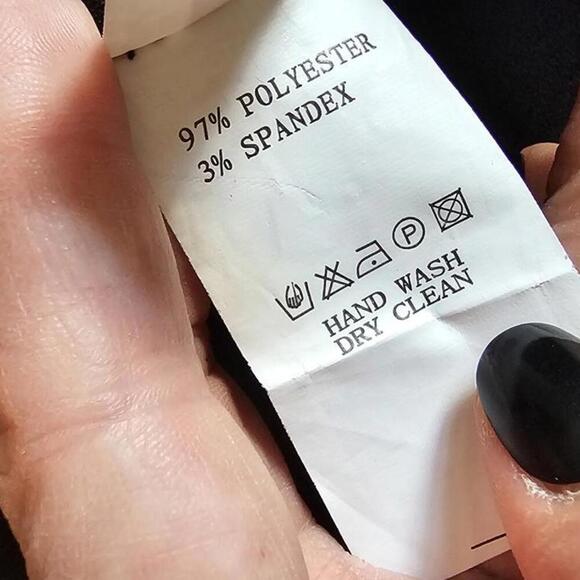 97% POLYESTER
3% SPANDEX
P
HAND WASH
DRY CLEAN